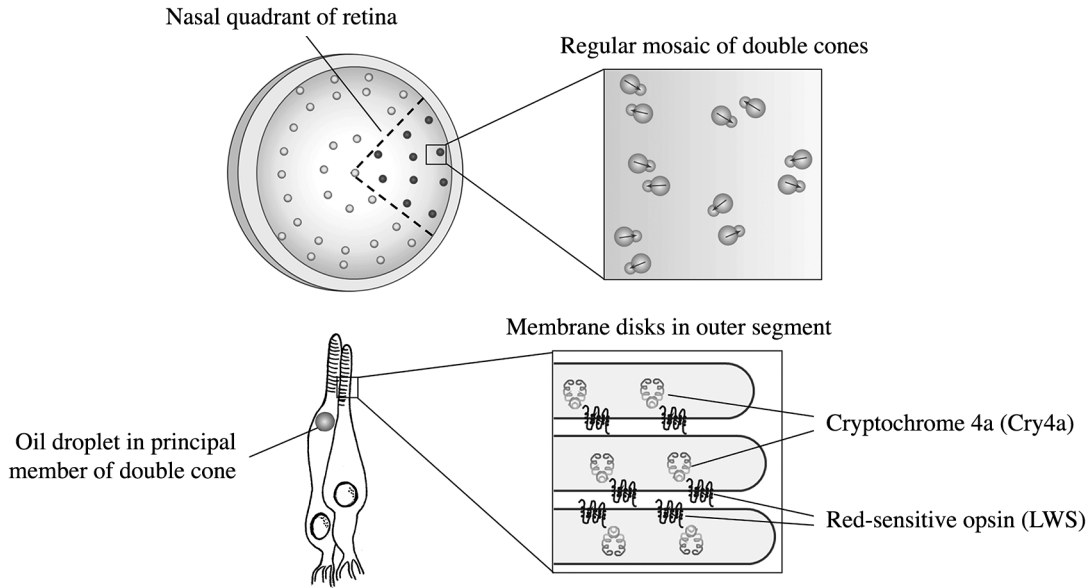 Nasal quadrant of retina
Regular mosaic of double cones
Membrane disks in outer segment
Oil droplet in principal
member of double cone
Cryptochrome 4a (Cry4a)
Red-sensitive opsin (LWS)